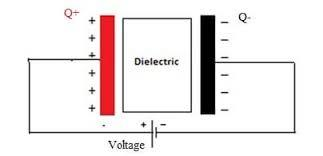 Q+
Q-
+
+
+
+
+
+
Dielectric
-
-
-
-
-
-
- + -
Voltage